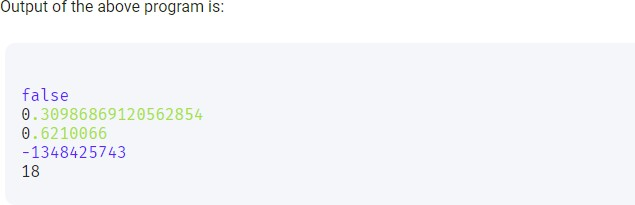 Output of the above program is:
false
0.30986869120562854
0.6210066
-1348425743
18